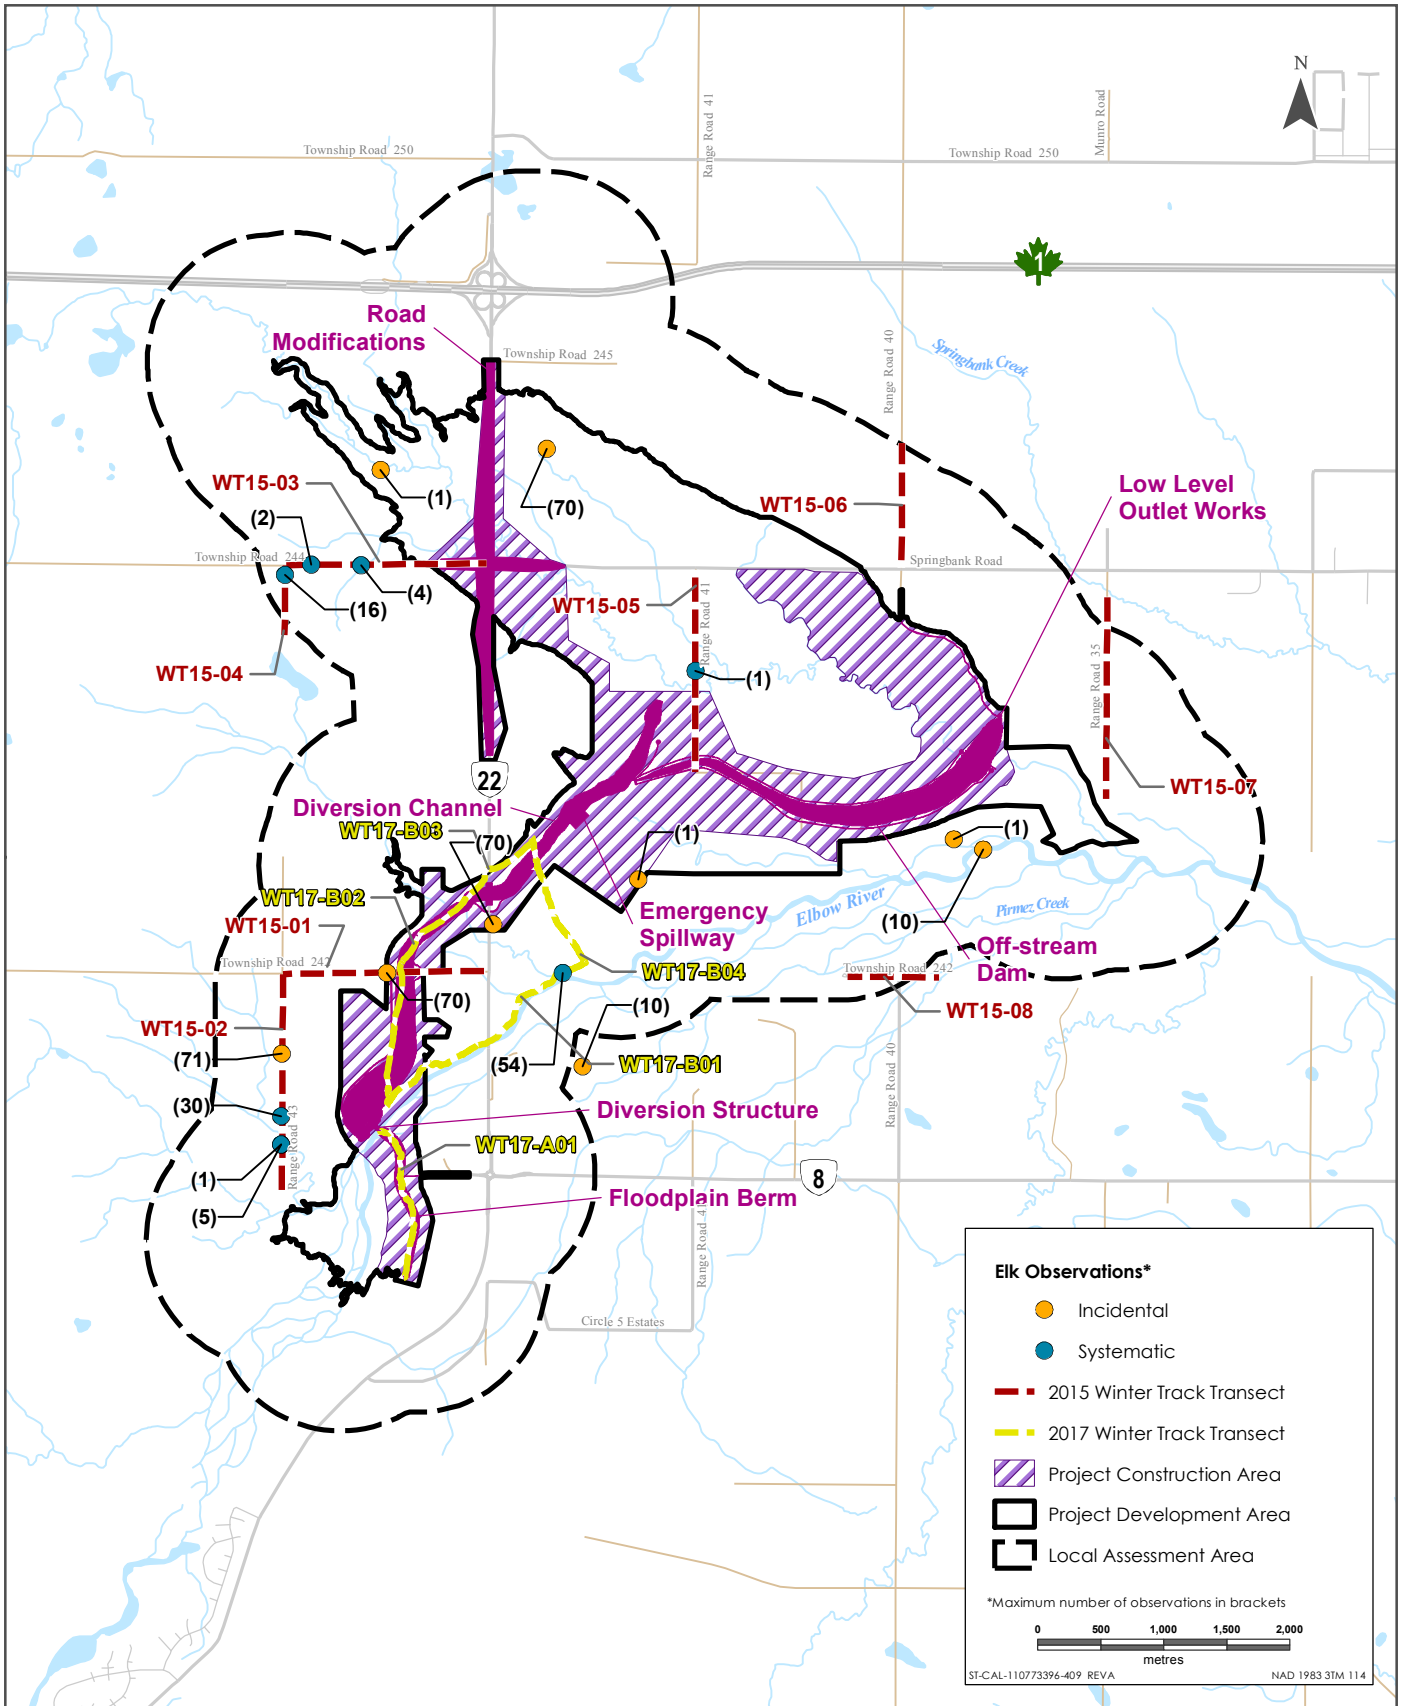 N
Range Road 41
Munro Road
Township Road 250
Township Road 250
1
Road
Modifications
Township Road 245
Range Road 40
Springbank Creek
WT15-03
(1)
(70)
WT15-06
Low Level
Outlet Works
(2)
Township Road 244
Springbank Road
(4)
(16)
WT15-05
Range Road 41
WT15-04
(1)
Range Road 35
22
WT15-07
Diversion Channel
WT17-B03
(70)
(1)
(1)
WT17-B02
Elbow River
Pirmez Creek
Emergency
Spillway
(10)
WT15-01
Off-stream
Dam
Township Road 242
WT17-B04
Township Road 242
(70)
(10)
WT15-08
WT15-02
(71)
(54)
WT17-B01
Range Road 40
(30)
Diversion Structure
Range Road 43
WT17-A01
(1)
8
Floodplain Berm
(5)
Range Road 41
Circle 5 Estates
Elk Observations*
Incidental
Systematic
2015 Winter Track Transect
2017 Winter Track Transect
Project Construction Area
Project Development Area
Local Assessment Area
*Maximum number of observations in brackets
0 500 1,000 1,500 2,000
metres
ST-CAL-110773396-409 REVA
NAD 1983 3TM 114